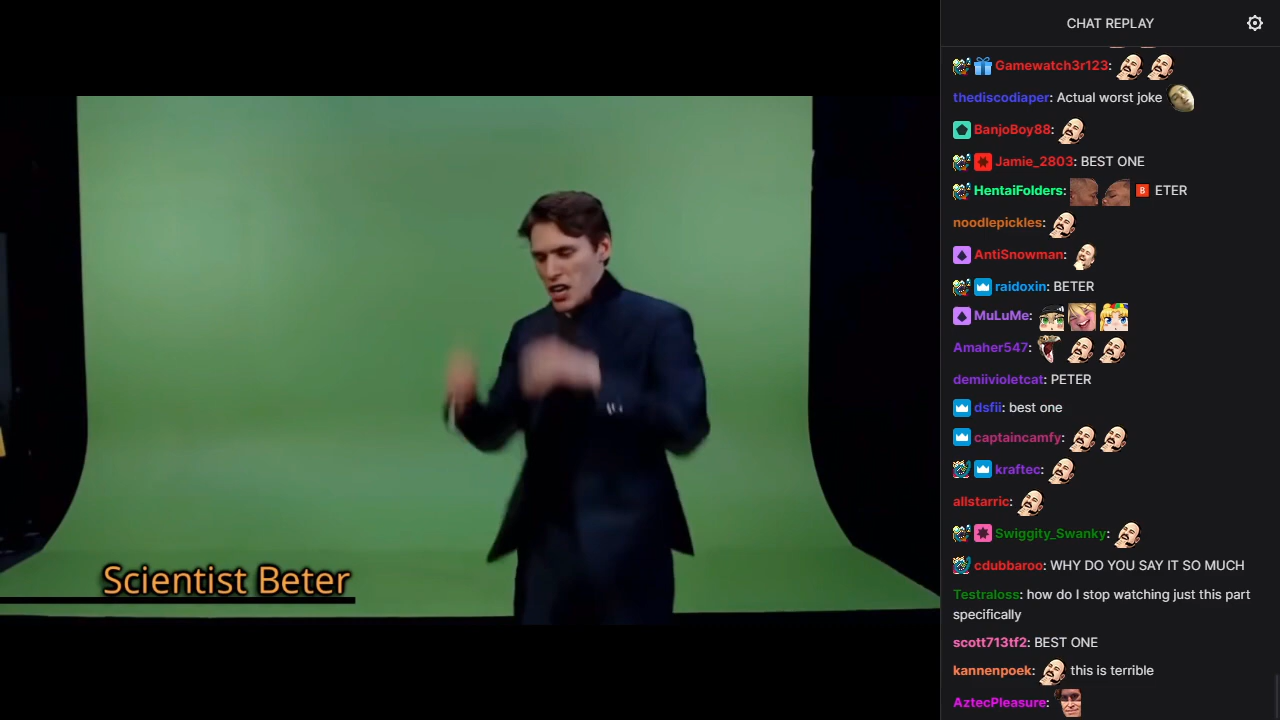 CHAT REPLAY
Gamewatch3r123:
thediscodiaper: Actual worst joke
BanjoBoy88:
Jamie_2803: BEST ONE
HentaiFolders: B ETER
noodlepickles:
AntiSnowman:
raidoxin: BETER
MuLuMe:
Amaher547:
demiivioletcat: PETER
dsfii: best one
captaincamfy:
kraftec:
allstarric:
Swiggity_Swanky:
cdubbaroo: WHY DO YOU SAY IT SO MUCH
Testraloss: how do I stop watching just this part
specifically
scott713tf2: BEST ONE
kannenpoek: this is terrible
AztecPleasure:
Scientist Beter